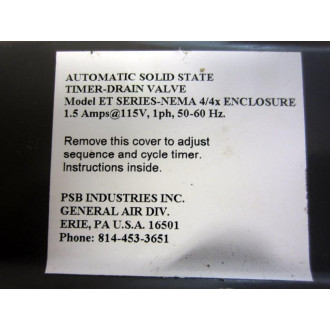 AUTOMATIC SOLID STATE
TIMER-DRAIN VALVE
Model ET SERIES-NEMA 4/4x ENCLOSURE
1.5 Amps@115V, 1ph, 50-60 Hz.
Remove this cover to adjust
sequence and cycle timer.
Instructions inside.
PSB INDUSTRIES INC.
GENERAL AIR DIV.
ERIE, PA U.S.A. 16501
Phone: 814-453-3651